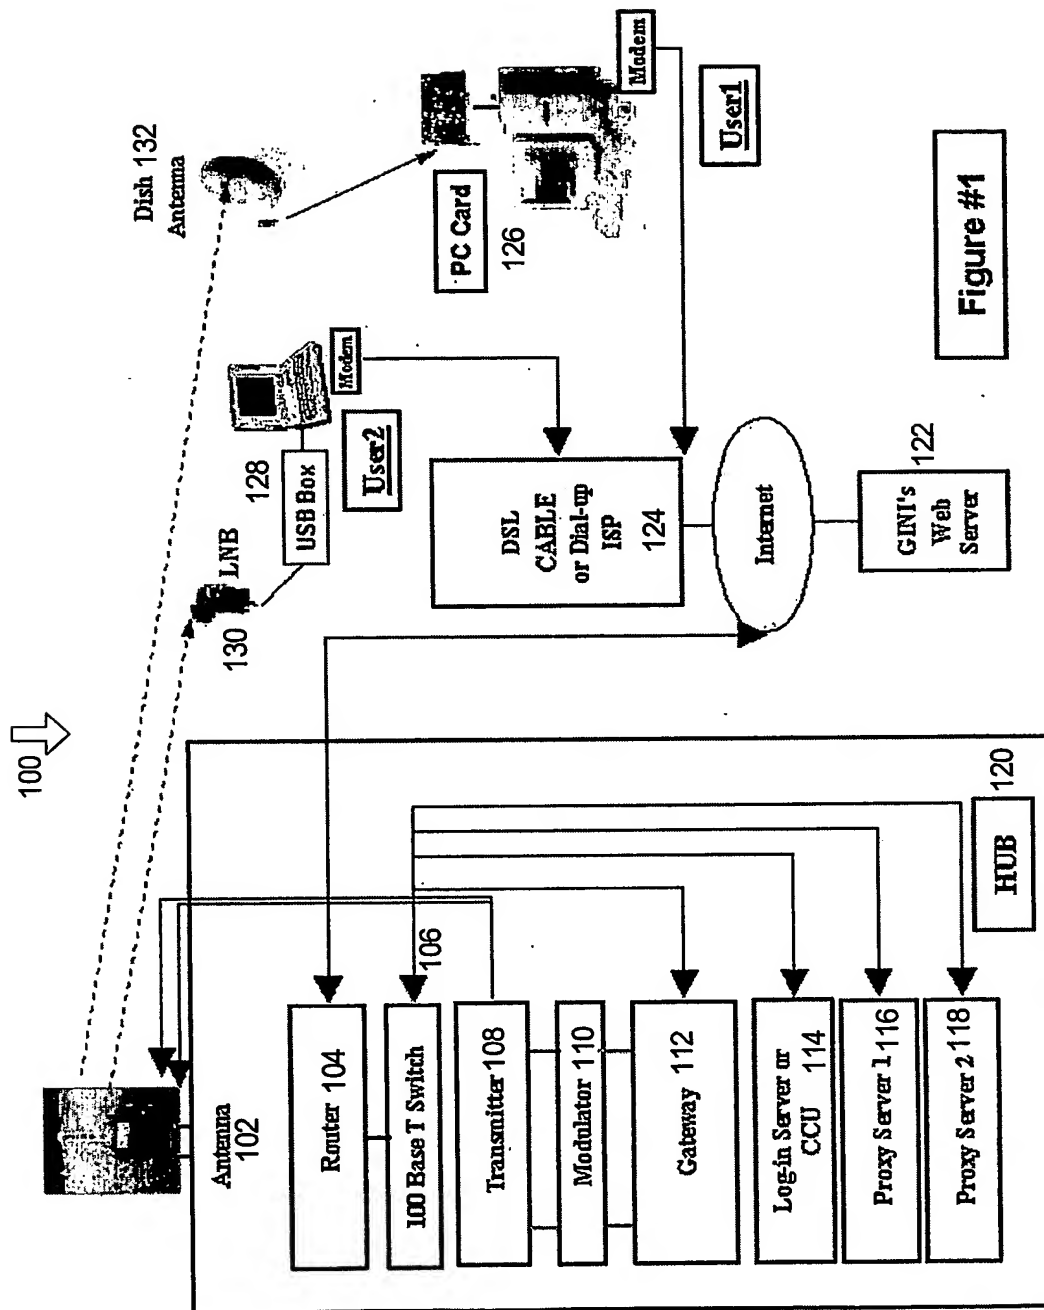 100
Antenna
102
Router 104
100 Base T Switch
106
Transmitter 108
Modulator 110
Gateway 112
Log-in Server or
CCU 114
Proxy Server 1 116
Proxy Server 2 118
HUB
120
LNB
130
USB Box
128
User2
Modem
Dish 132
Antenna
PC Card
126
Modem
User1
DSL
CABLE
or Dial-up
ISP
124
Internet
GINI's
Web
Server
122
Figure #1